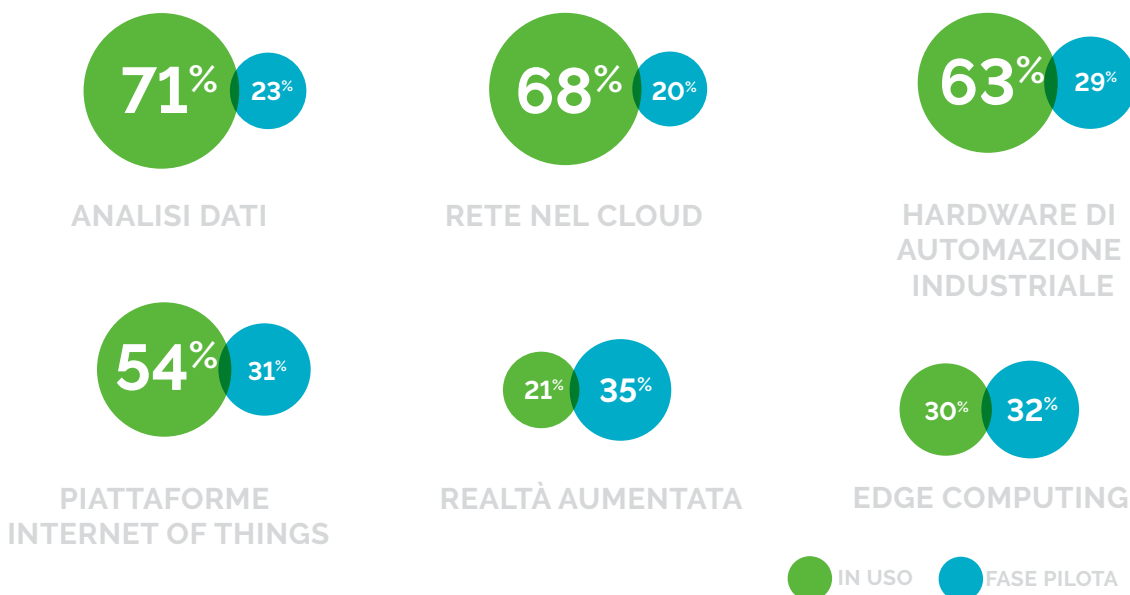 71%
23%
68%
20%
63%
29%
ANALISI DATI
RETE NEL CLOUD
HARDWARE DI
AUTOMAZIONE
INDUSTRIALE
54%
31%
21%
35%
30%
32%
PIATTAFORME
INTERNET OF THINGS
REALTÀ AUMENTATA
EDGE COMPUTING
IN USO
FASE PILOTA